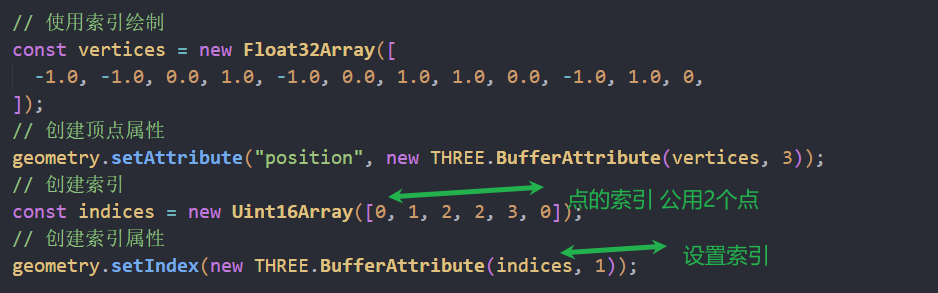 // 使用索引绘制
const vertices = new Float32Array([
-1.0, -1.0, 0.0, 1.0, -1.0, 0.0, 1.0, 1.0, 0.0, -1.0, 1.0, 0,
]);
// 创建顶点属性
geometry.setAttribute("position", new THREE.BufferAttribute(vertices, 3));
// 创建索引
点的索引 公用2个点
const indices = new Uint16Array([0, 1, 2, 2, 3, 0]);
// 创建索引属性
设置索引
geometry.setIndex(new THREE.BufferAttribute(indices, 1));